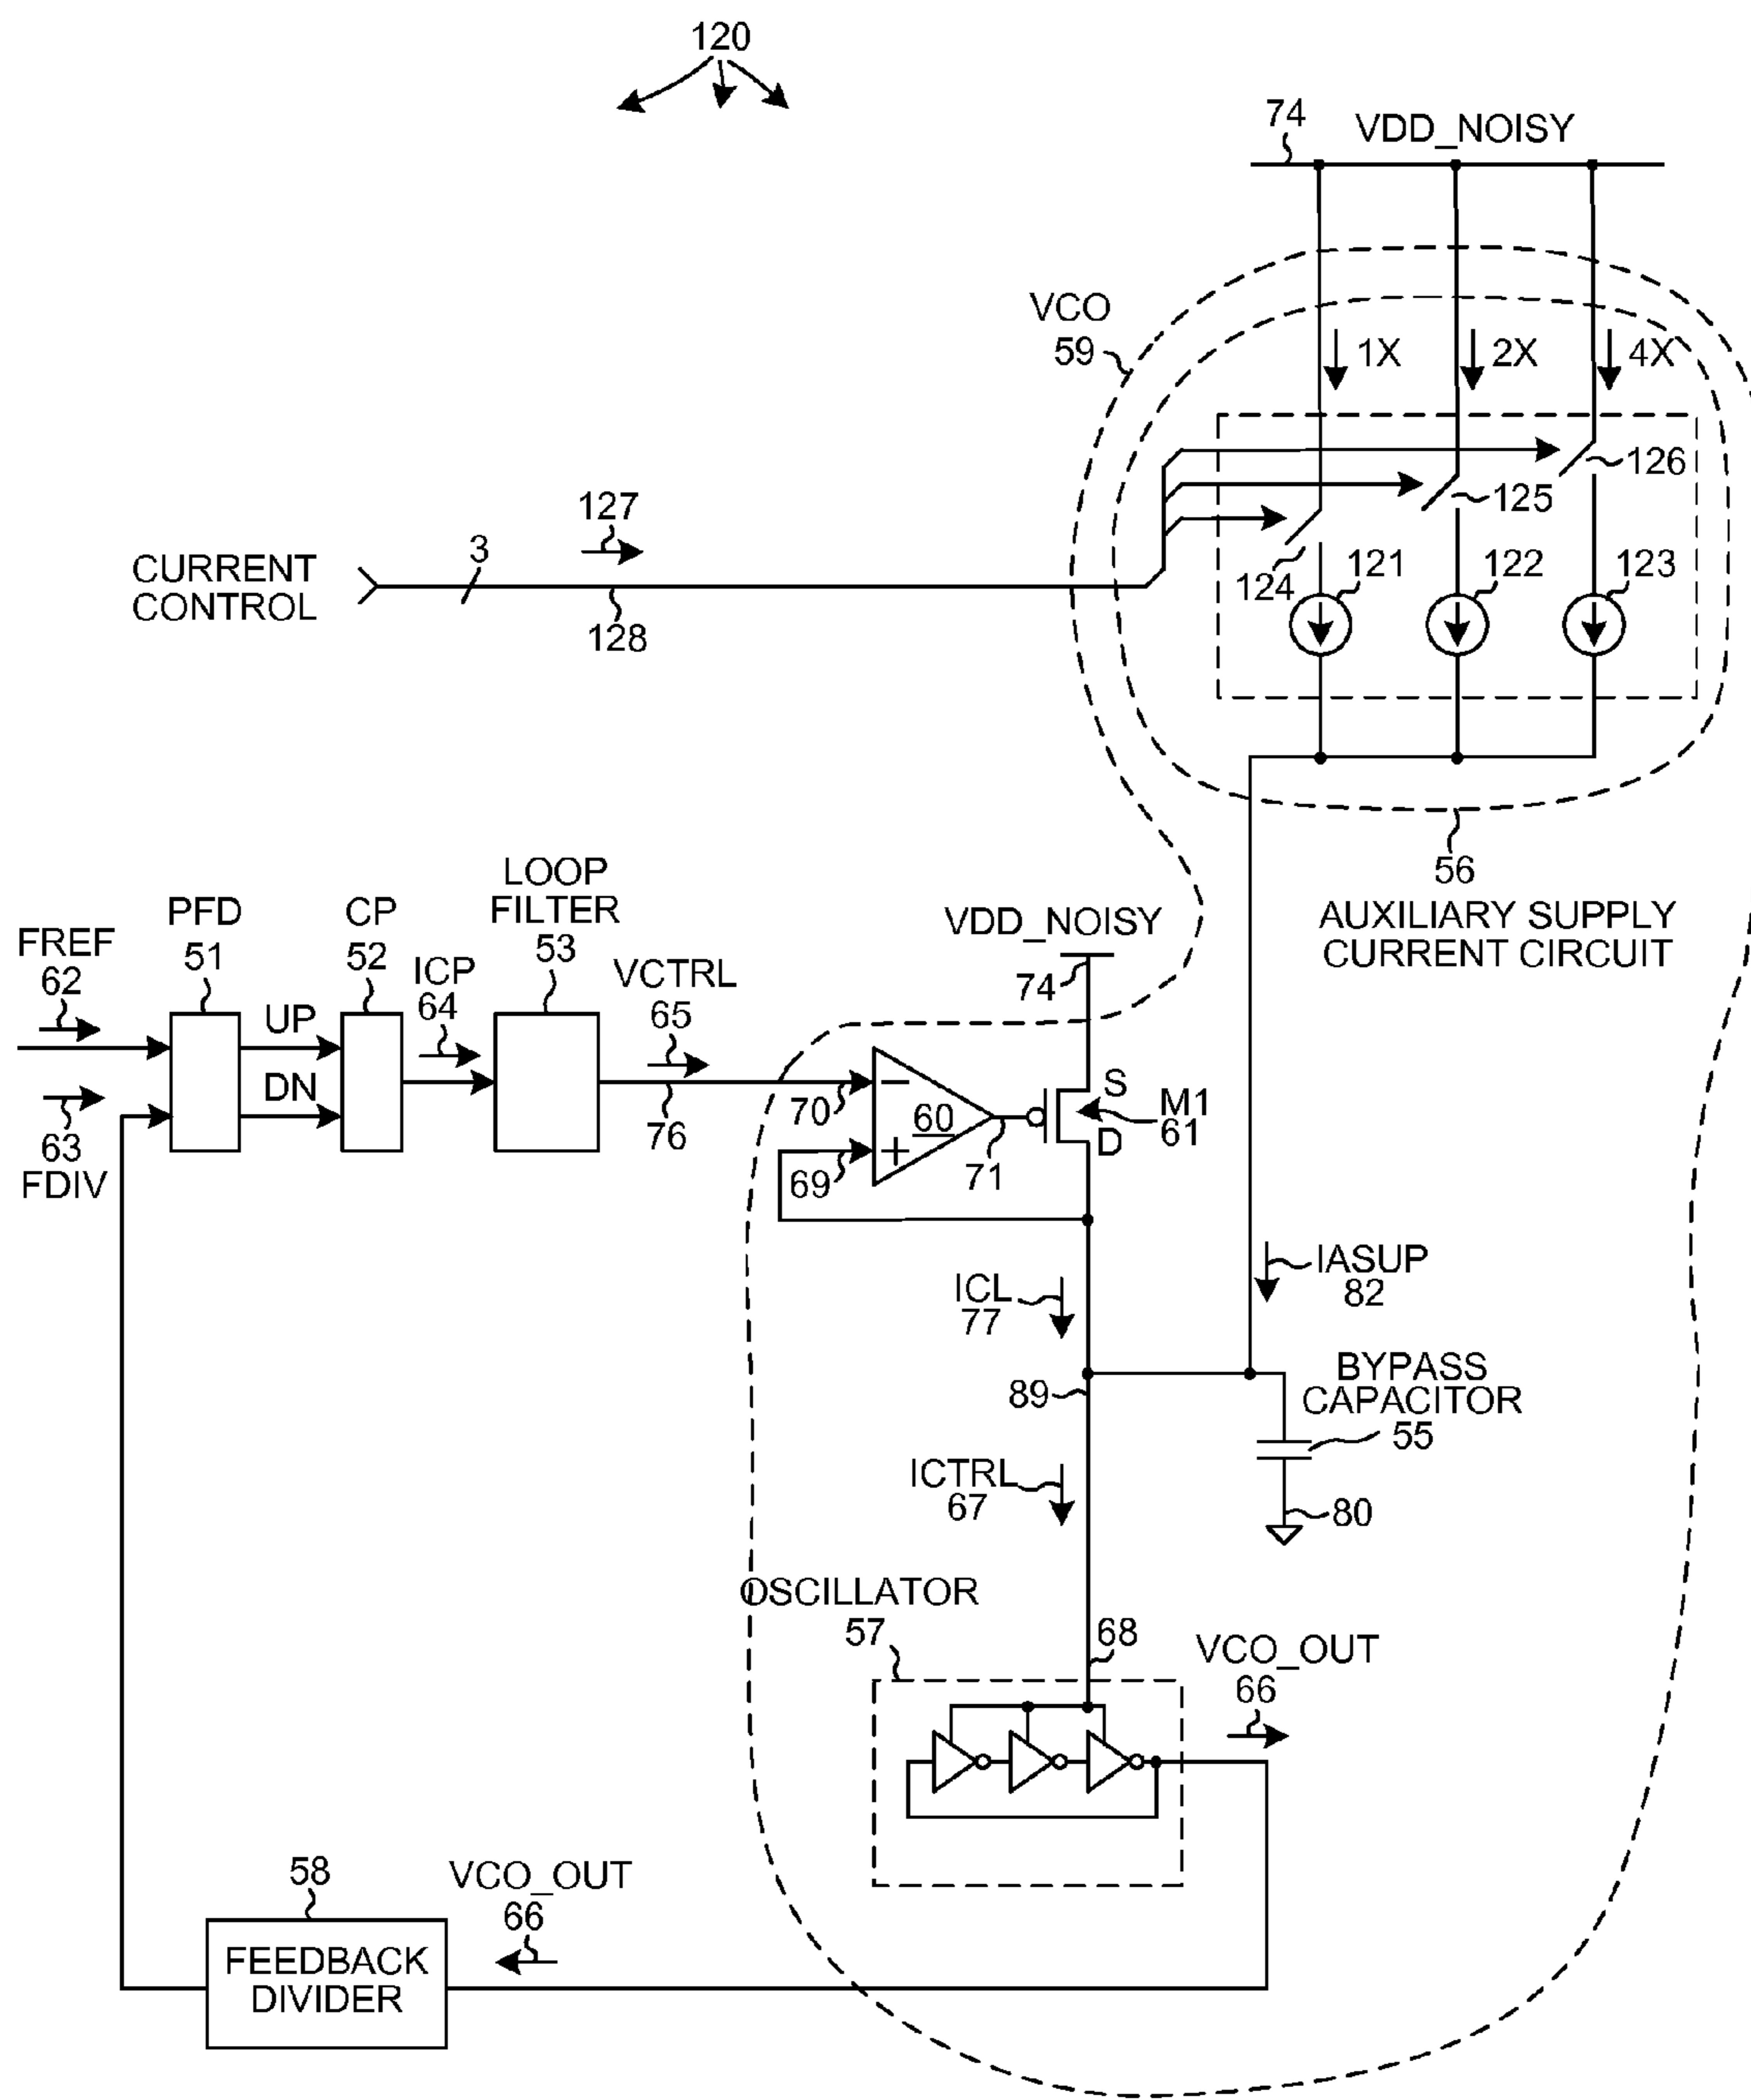 120
74
VDD_NOISY
VCO
59
1X
2X
4X
126
125
124
121
122
123
127
3
CURRENT
CONTROL
128
56
AUXILIARY SUPPLY
CURRENT CIRCUIT
LOOP
FILTER
53
PFD
51
CP
52
FREF
62
ICP
64
VCTRL
65
VDD_NOISY
74
UP
DN
63
FDIV
76
70
69
60
71
S
D
M1
61
ICL
77
IASUP
82
89
BYPASS
CAPACITOR
55
ICTRL
67
80
OSCILLATOR
57
68
VCO_OUT
66
58
VCO_OUT
66
FEEDBACK
DIVIDER